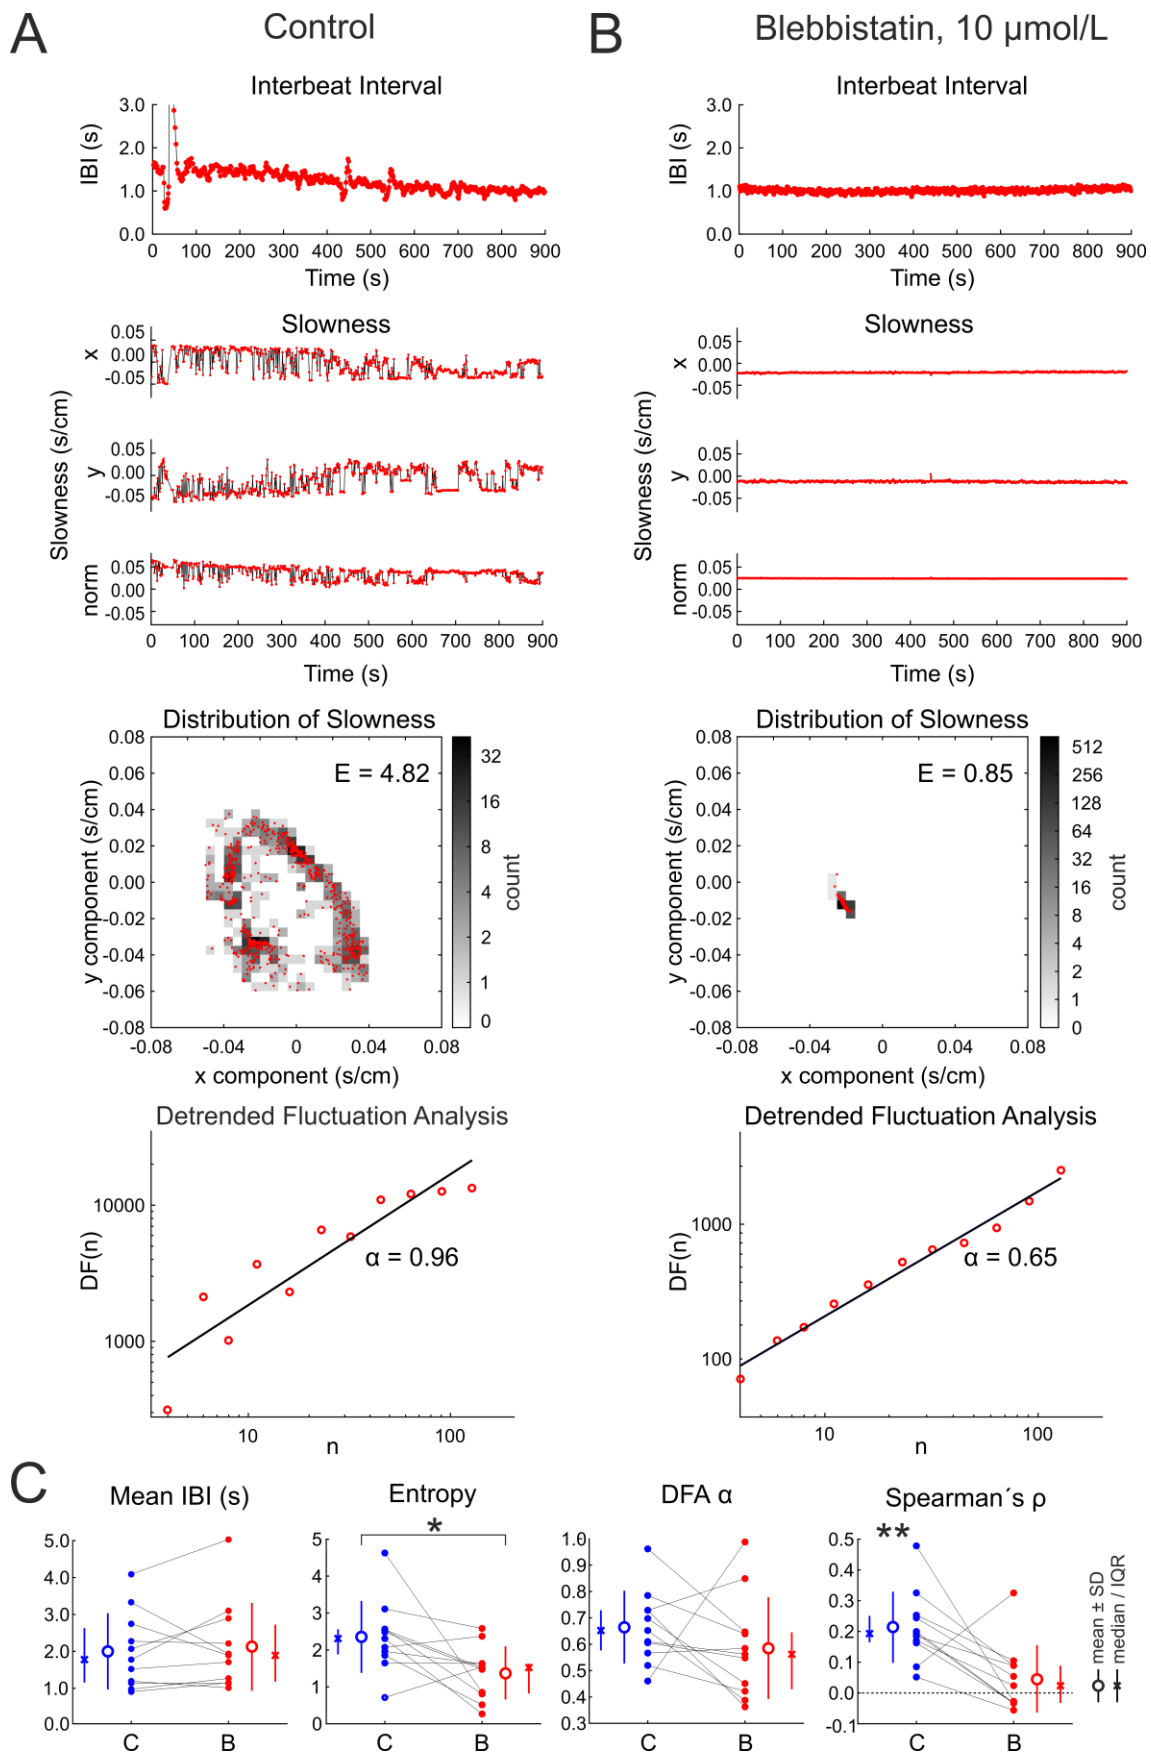 A Control B Blebbistatin, 10 µmol/L
Interbeat Interval
IBI (s)
3.0
2.0
1.0
0.0
0 100 200 300 400 500 600 700 800 900
Time (s)
Interbeat Interval
IBI (s)
3.0
2.0
1.0
0.0
0 100 200 300 400 500 600 700 800 900
Time (s)
Slowness
Slowness (s/cm)
x
0.05
0.00
-0.05
y
0.05
0.00
-0.05
norm
0.05
0.00
-0.05
0 100 200 300 400 500 600 700 800 900
Time (s)
Slowness
Slowness (s/cm)
x
0.05
0.00
-0.05
y
0.05
0.00
-0.05
norm
0.05
0.00
-0.05
0 100 200 300 400 500 600 700 800 900
Time (s)
Distribution of Slowness
E = 4.82
y component (s/cm)
0.08
0.06
0.04
0.02
0.00
-0.02
-0.04
-0.06
-0.08
-0.08 -0.04 0 0.04 0.08
x component (s/cm)
32
16
8
4
2
1
0
count
Distribution of Slowness
E = 0.85
y component (s/cm)
0.08
0.06
0.04
0.02
0.00
-0.02
-0.04
-0.06
-0.08
-0.08 -0.04 0 0.04 0.08
x component (s/cm)
512
256
128
64
32
16
8
4
2
1
0
count
Detrended Fluctuation Analysis
DF(n)
10000
1000
α = 0.96
10 100
n
Detrended Fluctuation Analysis
DF(n)
1000
100
α = 0.65
10 100
n
C
Mean IBI (s)
5.0
4.0
3.0
2.0
1.0
0.0
C B
Entropy
*
5
4
3
2
1
0
C B
DFA α
1.0
0.9
0.8
0.7
0.6
0.5
0.4
0.3
C B
Spearman´s ρ
**
0.5
0.4
0.3
0.2
0.1
0.0
-0.1
C B
mean ± SD
median / IQR